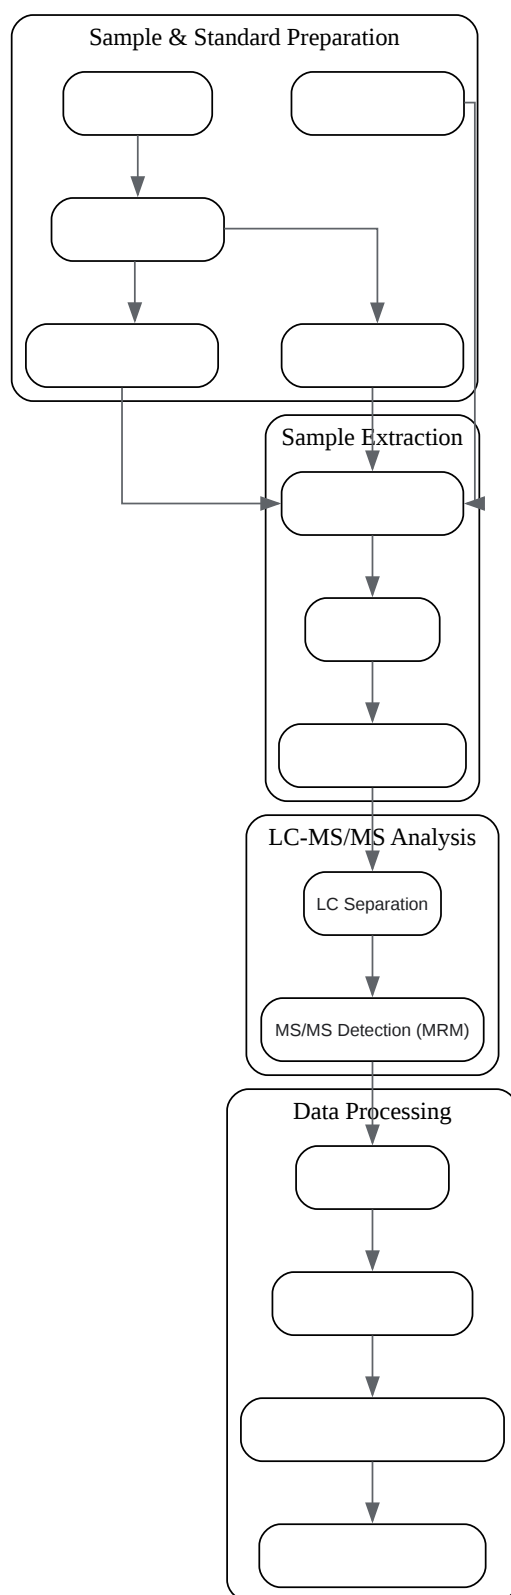 Sample & Standard Preparation
Sample Extraction
LC-MS/MS Analysis
LC Separation
MS/MS Detection (MRM)
Data Processing